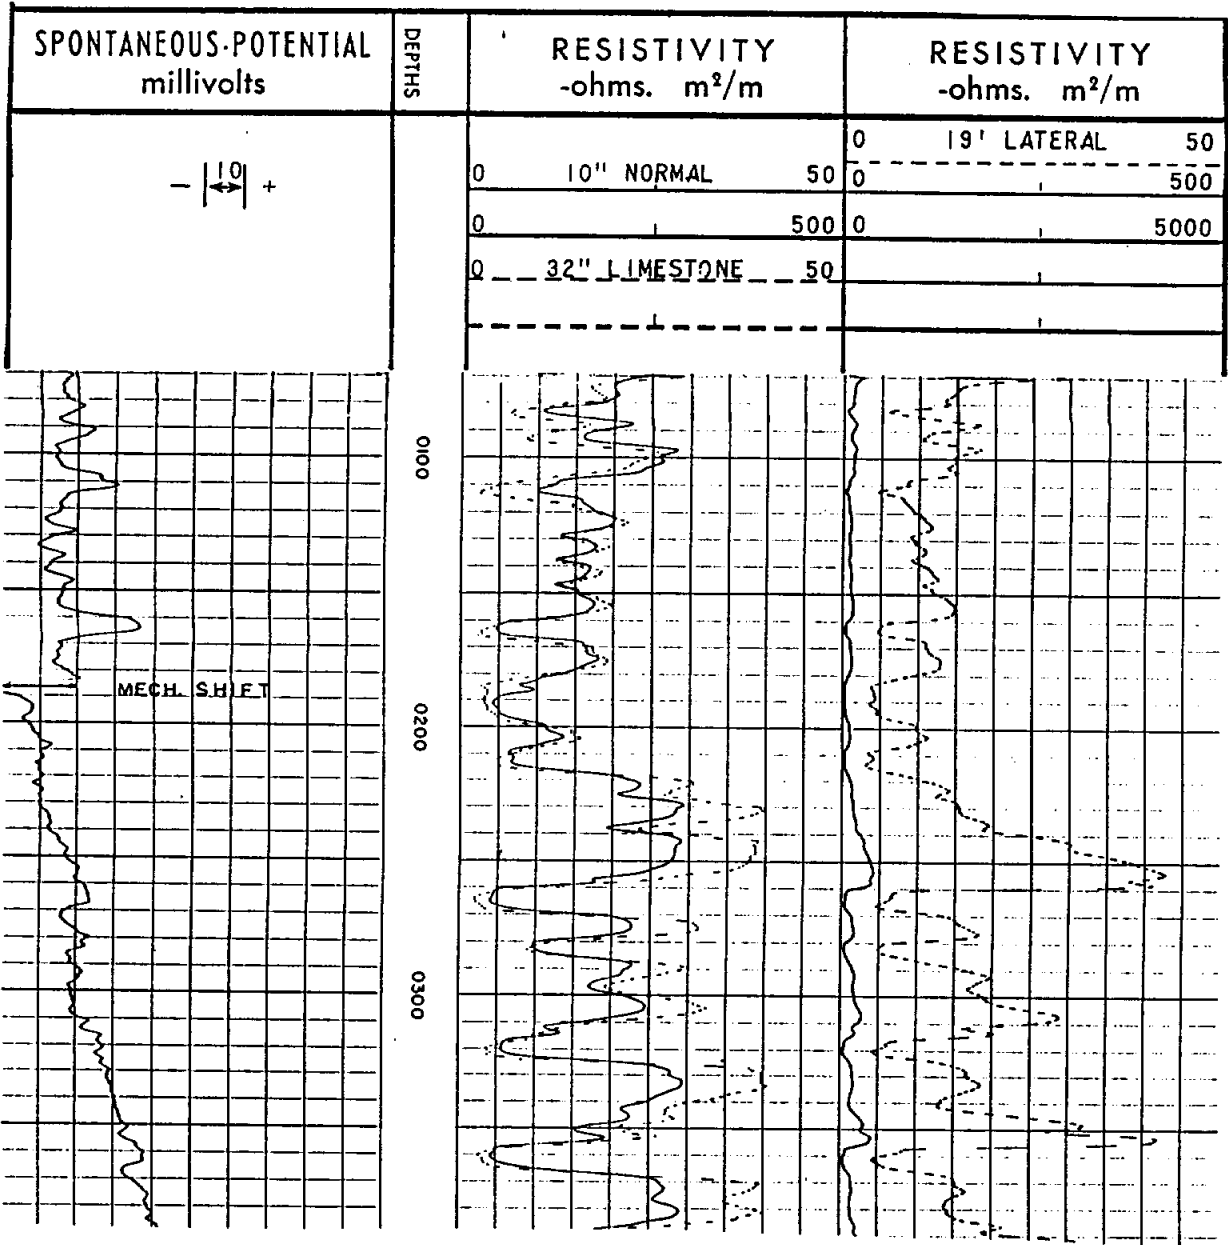 SPONTANEOUS-POTENTIAL
millivolts
DEPTHS
RESISTIVITY
-ohms. m²/m
RESISTIVITY
-ohms. m²/m
- 10 +
0 10" NORMAL 50
0 500
0 32" LIMESTONE 50
0 19' LATERAL 50
0 500
0 5000
0100
MECH. SHIFT
0200
0300